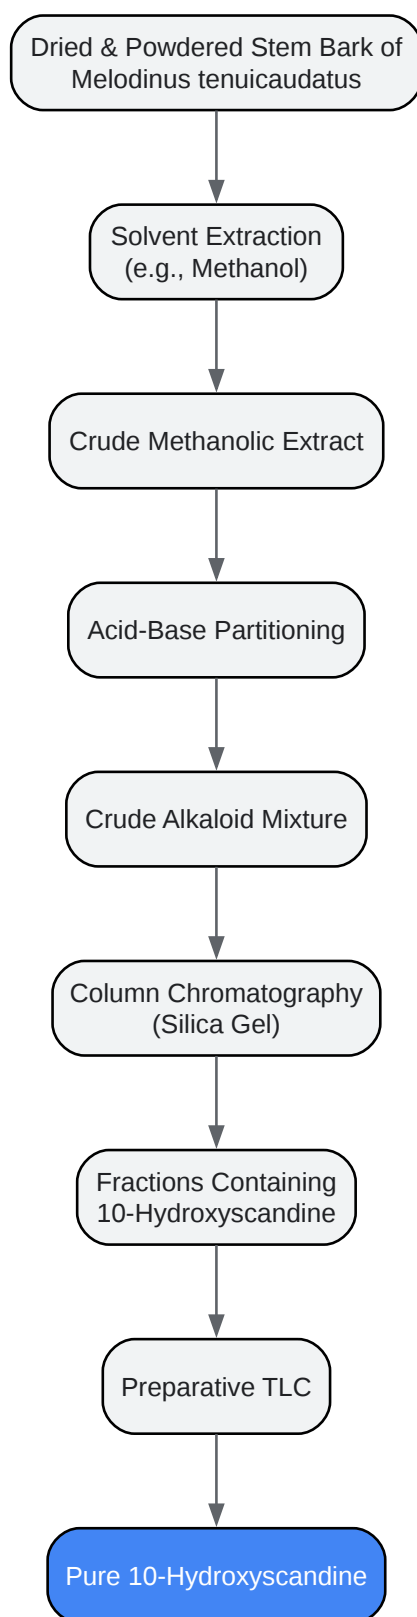 Dried & Powdered Stem Bark of
Melodinus tenuicaudatus
Solvent Extraction
(e.g., Methanol)
Crude Methanolic Extract
Acid-Base Partitioning
Crude Alkaloid Mixture
Column Chromatography
(Silica Gel)
Fractions Containing
10-Hydroxyscandine
Preparative TLC
Pure 10-Hydroxyscandine